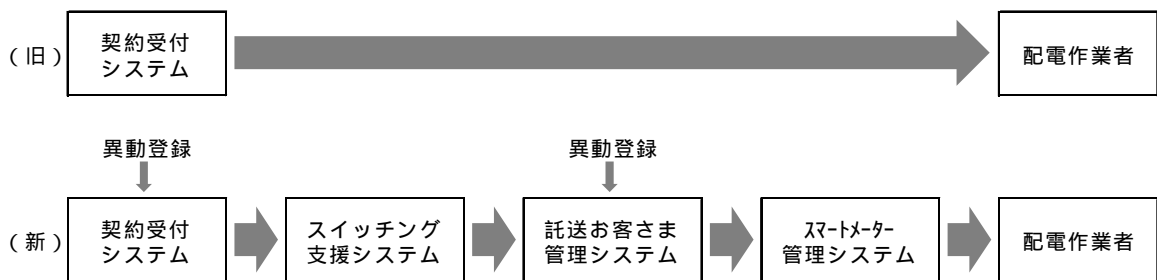 （旧）
契約受付
システム
配電作業者
異動登録
異動登録
（新）
契約受付
システム
スイッチング
支援システム
託送お客さま
管理システム
ｽﾏｰﾄﾒｰﾀｰ
管理システム
配電作業者